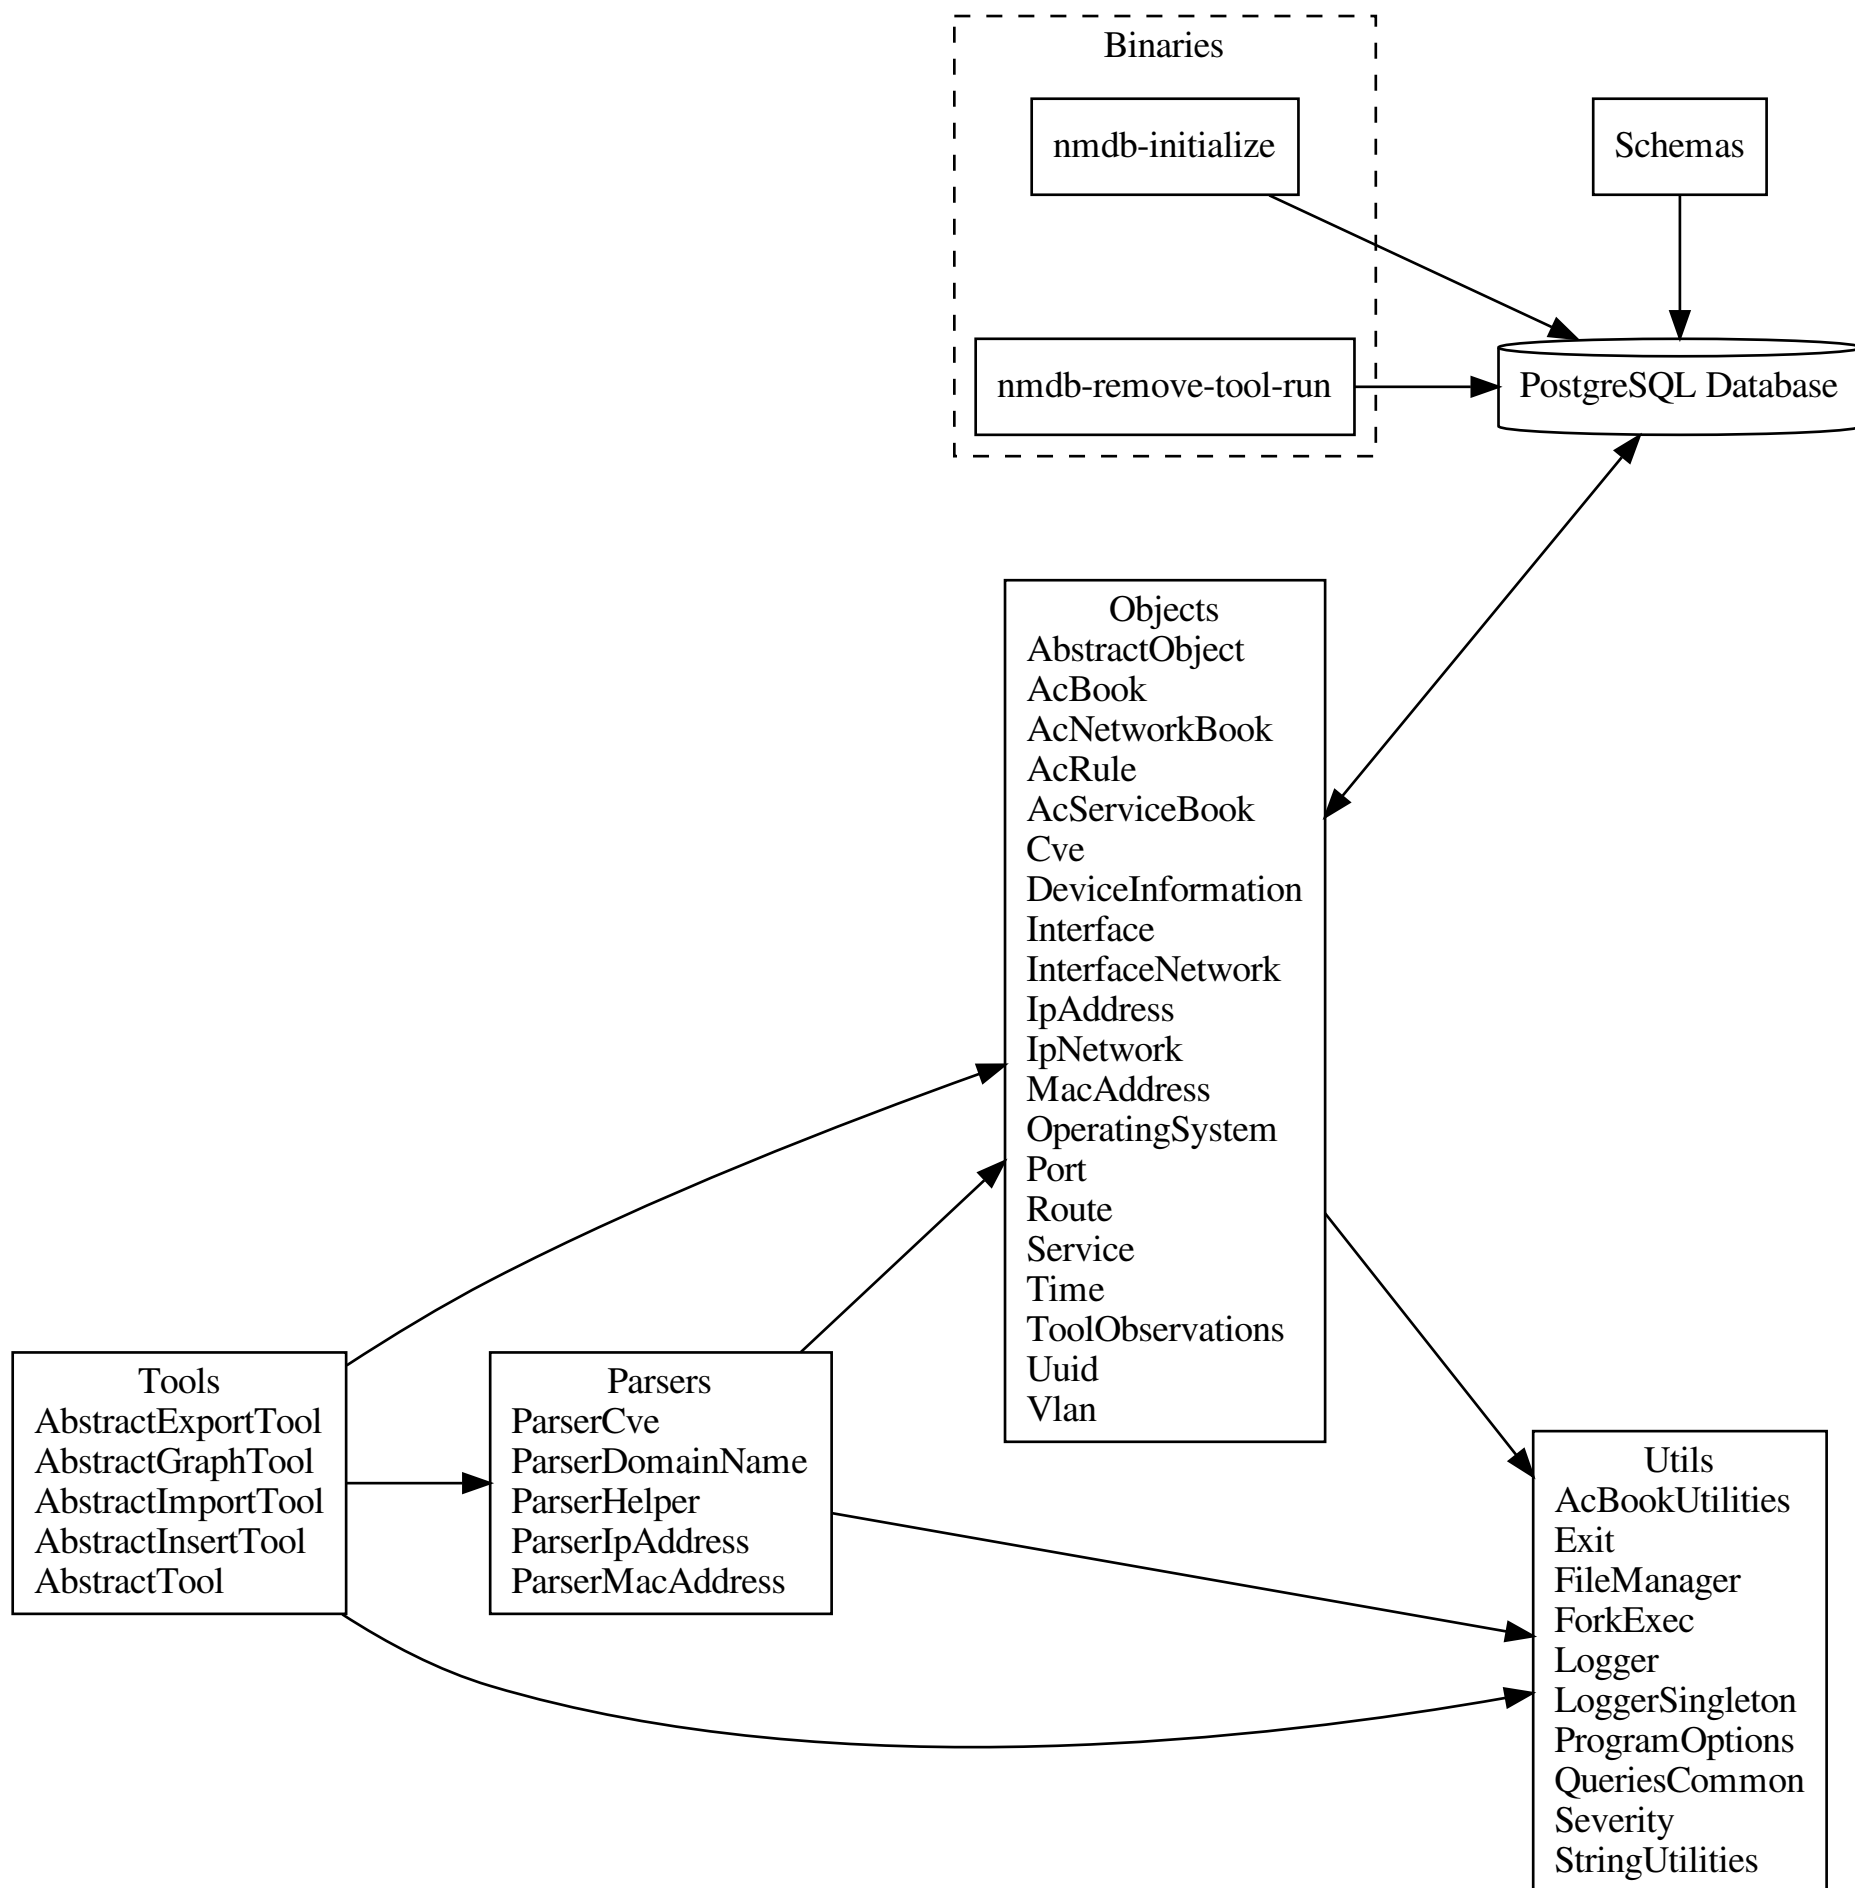 Binaries
nmdb-initialize
Schemas
nmdb-remove-tool-run
PostgreSQL Database
Objects
AbstractObject
AcBook
AcNetworkBook
AcRule
AcServiceBook
Cve
DeviceInformation
Interface
InterfaceNetwork
IpAddress
IpNetwork
MacAddress
OperatingSystem
Port
Route
Service
Time
ToolObservations
Uuid
Vlan
Tools
AbstractExportTool
AbstractGraphTool
AbstractImportTool
AbstractInsertTool
AbstractTool
Parsers
ParserCve
ParserDomainName
ParserHelper
ParserIpAddress
ParserMacAddress
Utils
AcBookUtilities
Exit
FileManager
ForkExec
Logger
LoggerSingleton
ProgramOptions
QueriesCommon
Severity
StringUtilities